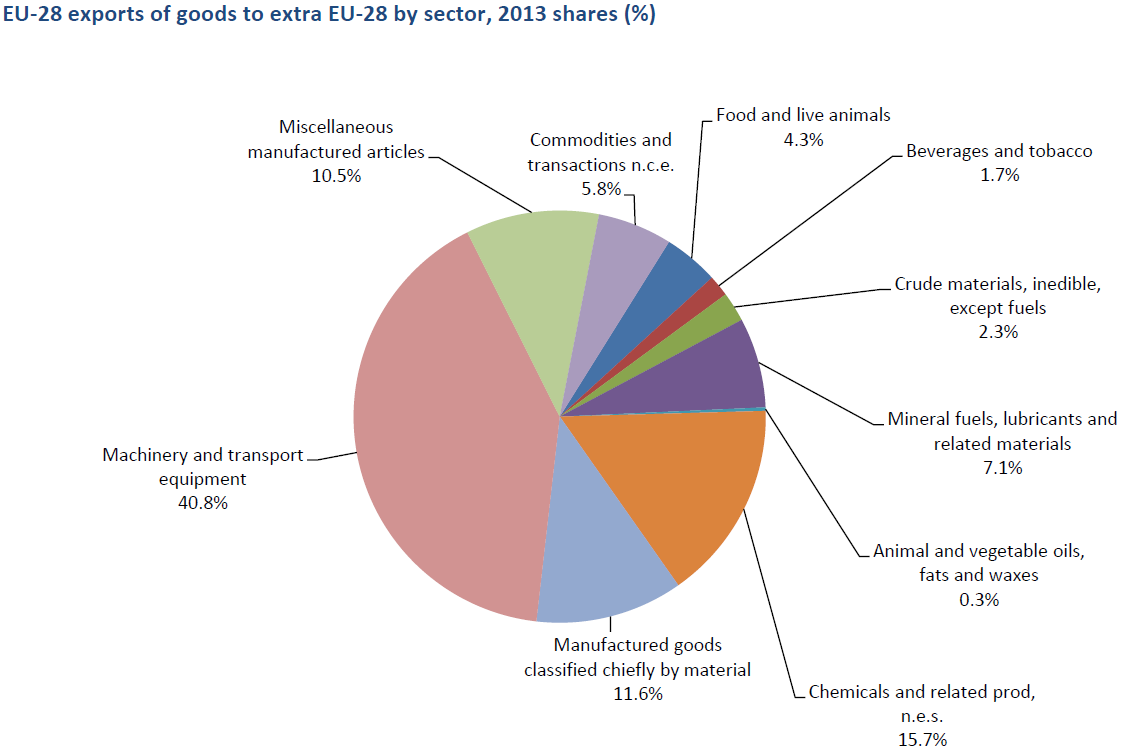 EU-28 exports of goods to extra EU-28 by sector, 2013 shares (%)
Food and live animals
4.3%
Miscellaneous
manufactured articles
10.5%
Commodities and
transactions n.c.e.
5.8%
Beverages and tobacco
1.7%
Crude materials, inedible,
except fuels
2.3%
Mineral fuels, lubricants and
related materials
7.1%
Machinery and transport
equipment
40.8%
Animal and vegetable oils,
fats and waxes
0.3%
Manufactured goods
classified chiefly by material
11.6%
Chemicals and related prod,
n.e.s.
15.7%